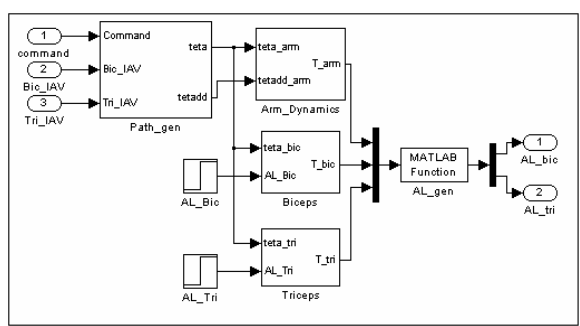 1
command
2
Bic_IAV
3
Tri_IAV
Command
Bic_IAV
Tri_IAV
teta
tetadd
Path_gen
teta_arm
tetadd_arm
T_arm
Arm_Dynamics
AL_Bic
teta_bic
AL_Bic
T_bic
Biceps
AL_Tri
teta_tri
AL_Tri
T_tri
Triceps
MATLAB
Function
AL_gen
1
AL_bic
2
AL_tri